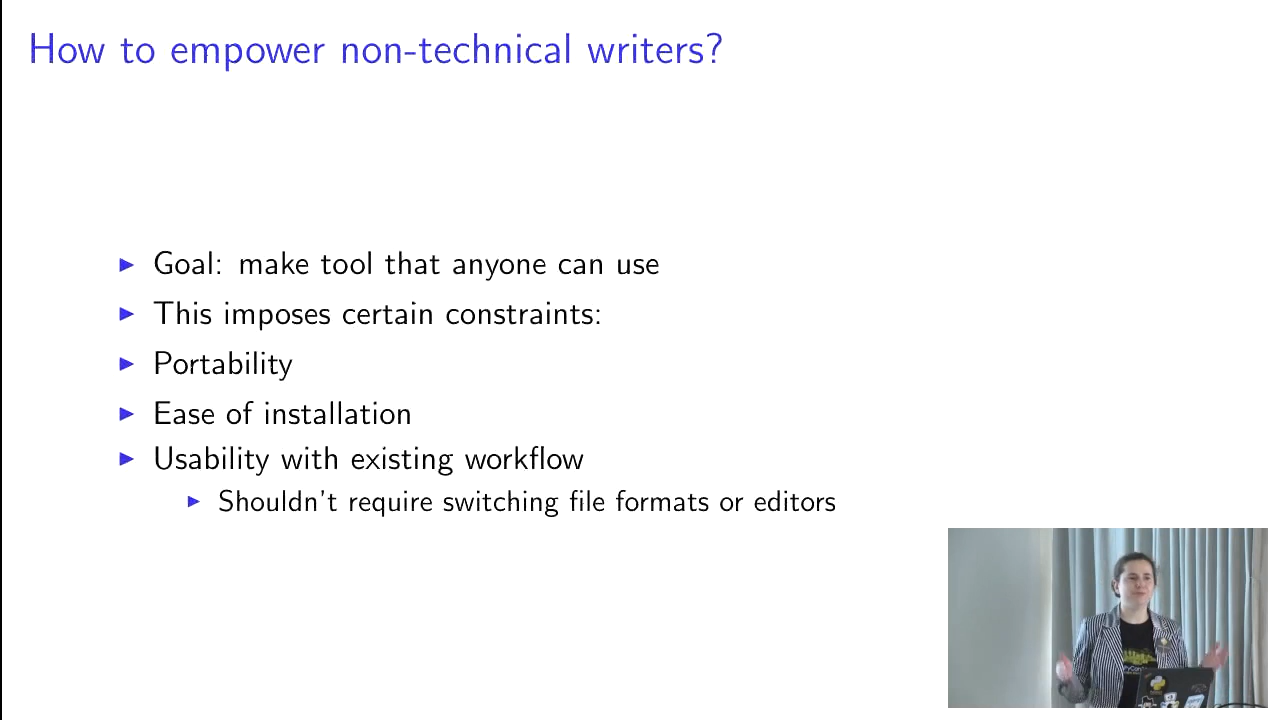 How to empower non-technical writers?
Goal: make tool that anyone can use
This imposes certain constraints:
Portability
Ease of installation
Usability with existing workflow
Shouldn't require switching file formats or editors